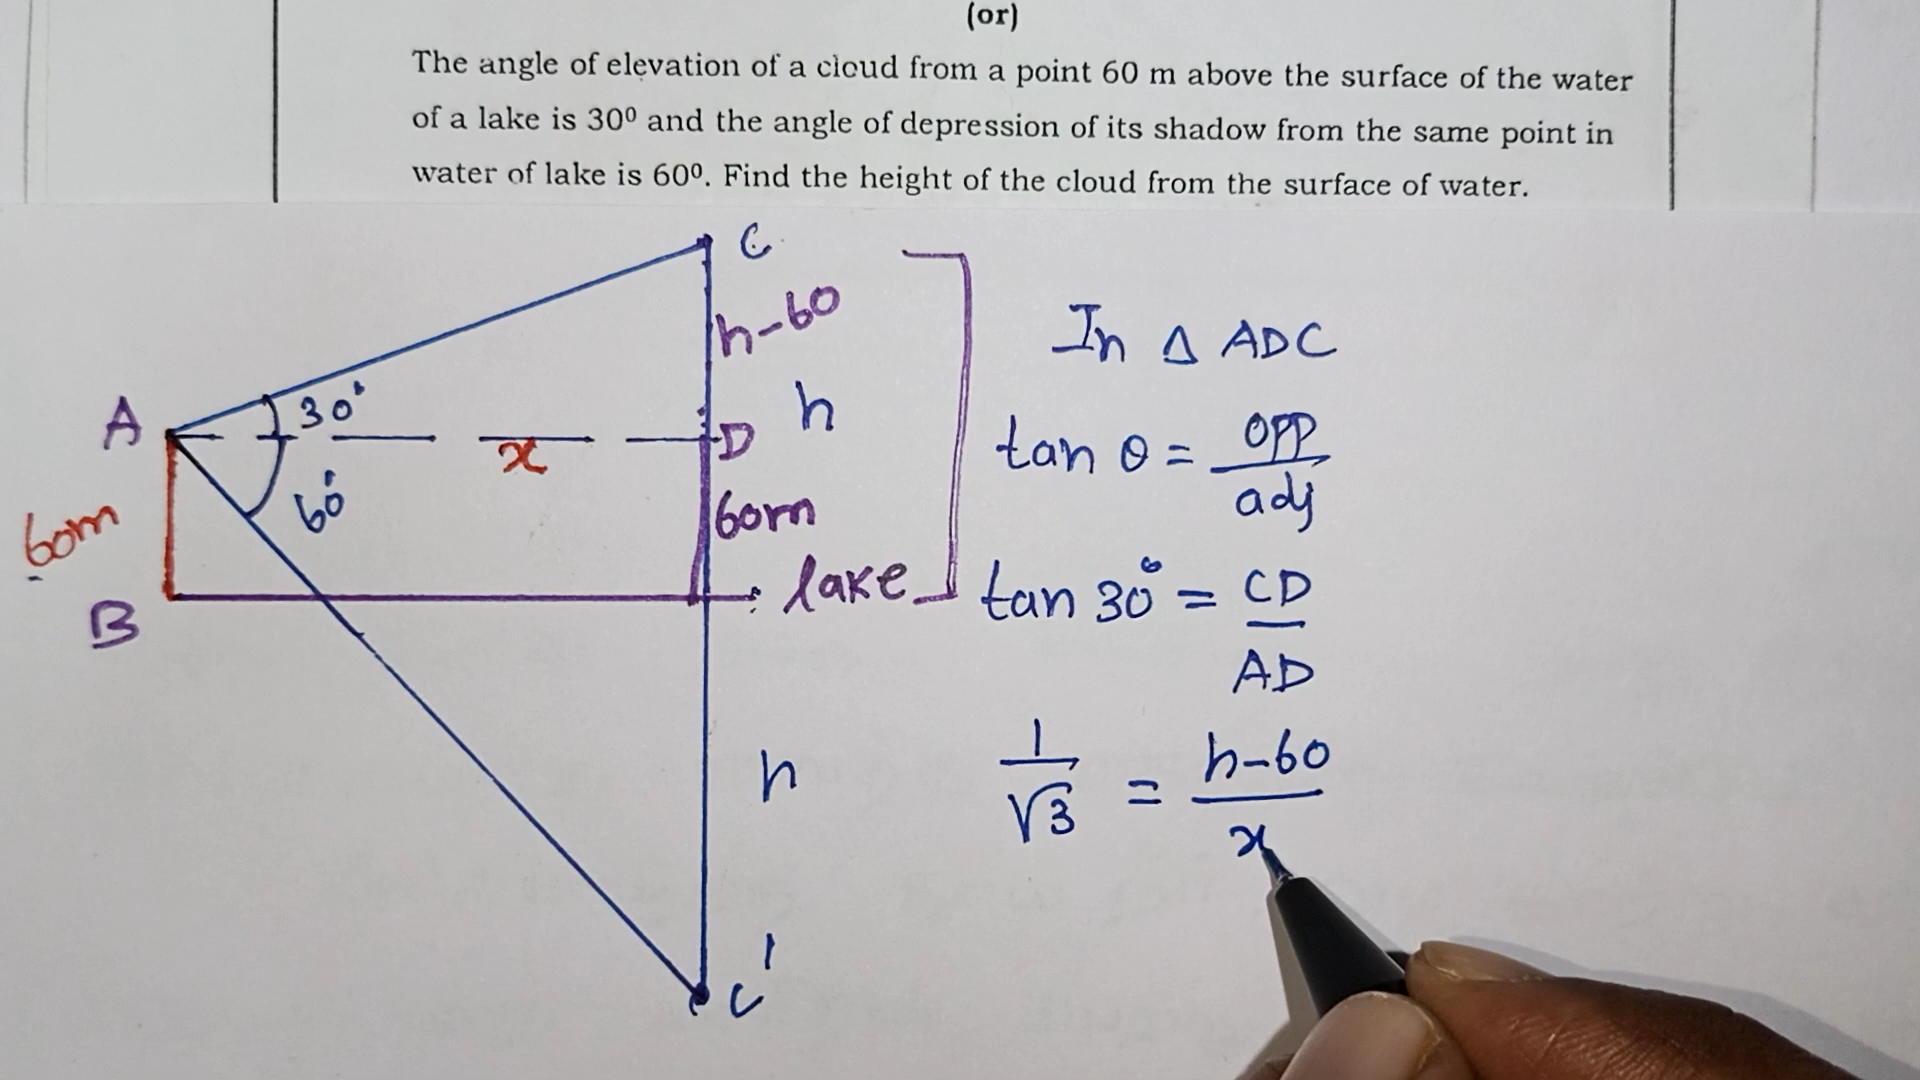 (or)
The angle of elevation of a cloud from a point 60 m above the surface of the water
of a lake is 30⁰ and the angle of depression of its shadow from the same point in
water of lake is 60⁰. Find the height of the cloud from the surface of water.
C
h-60
A
30°
h
D
x
60°
60m
60m
lake
B
h
C'
In Δ ADC
tan θ = opp
adj
tan 30° = CD
AD
1
√3 = h-60
x